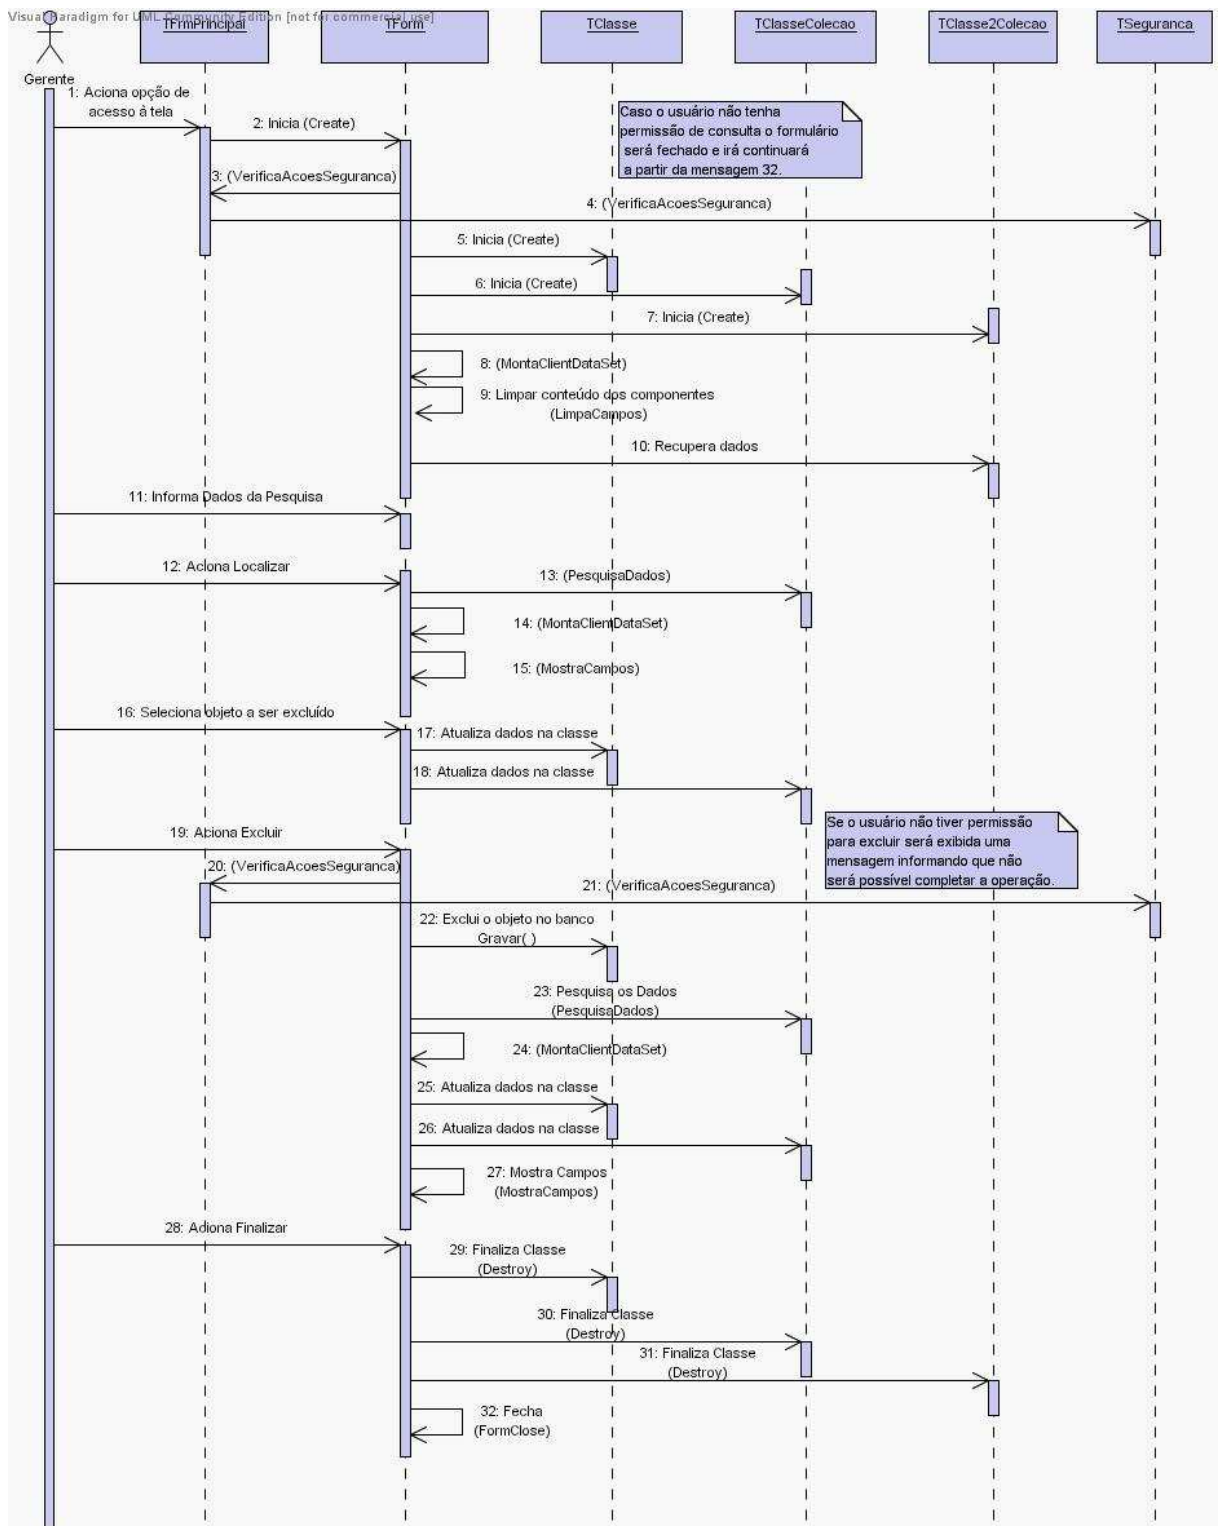 Visual Paradigm for UML Community Edition [not for commercial use]
TFrmPrincipal
TForm
TClasse
TClasseColecao
TClasse2Colecao
TSeguranca
Gerente
1: Aciona opção de
acesso à tela
2: Inicia (Create)
Caso o usuário não tenha
permissão de consulta o formulário
será fechado e irá continuará
a partir da mensagem 32.
3: (VerificaAcoesSeguranca)
4: (VerificaAcoesSeguranca)
5: Inicia (Create)
6: Inicia (Create)
7: Inicia (Create)
8: (MontaClientDataSet)
9: Limpar conteúdo dos componentes
(LimpaCampos)
10: Recupera dados
11: Informa Dados da Pesquisa
12: Aciona Localizar
13: (PesquisaDados)
14: (MontaClientDataSet)
15: (MostraCampos)
16: Seleciona objeto a ser excluído
17: Atualiza dados na classe
18: Atualiza dados na classe
19: Aciona Excluir
Se o usuário não tiver permissão
para excluir será exibida uma
mensagem informando que não
será possível completar a operação.
20: (VerificaAcoesSeguranca)
21: (VerificaAcoesSeguranca)
22: Exclui o objeto no banco
Gravar( )
23: Pesquisa os Dados
(PesquisaDados)
24: (MontaClientDataSet)
25: Atualiza dados na classe
26: Atualiza dados na classe
27: Mostra Campos
(MostraCampos)
28: Aciona Finalizar
29: Finaliza Classe
(Destroy)
30: Finaliza Classe
(Destroy)
31: Finaliza Classe
(Destroy)
32: Fecha
(FormClose)